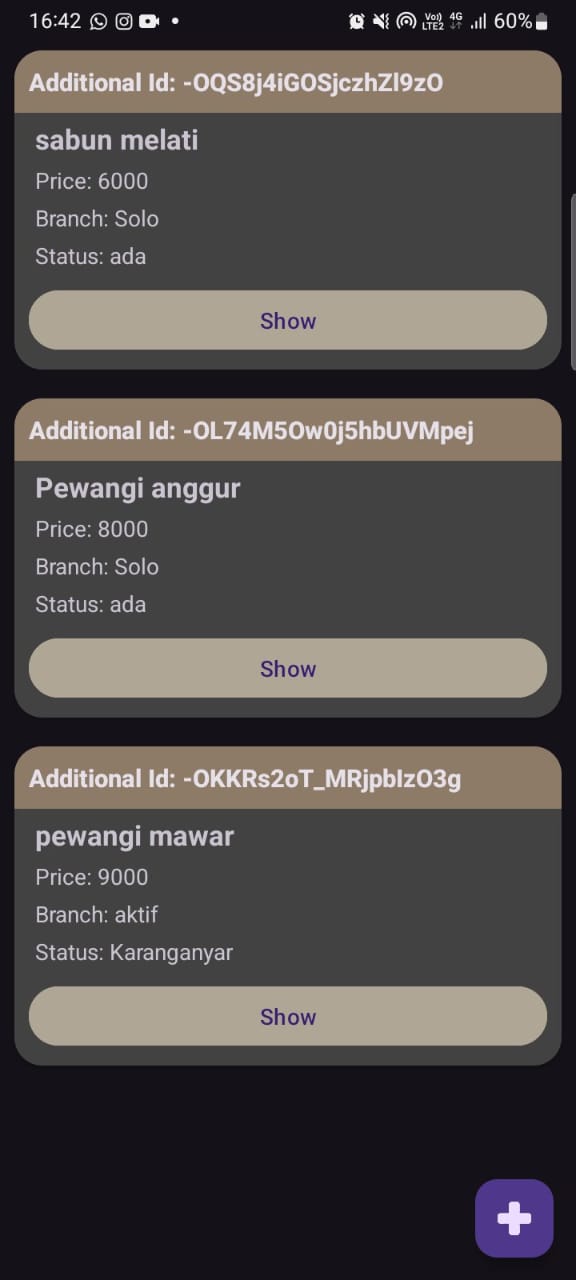 16:42 Vo) 4G LTE2 60%
Additional Id: -OQS8j4iGOSjczhZl9zO
sabun melati
Price: 6000
Branch: Solo
Status: ada
Show
Additional Id: -OL74M5Ow0j5hbUVMpej
Pewangi anggur
Price: 8000
Branch: Solo
Status: ada
Show
Additional Id: -OKKRs2oT_MRjpbIzO3g
pewangi mawar
Price: 9000
Branch: aktif
Status: Karanganyar
Show